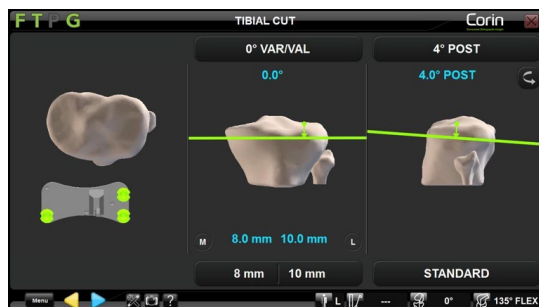 F T P G
TIBIAL CUT
Corin
0° VAR/VAL
4° POST
0.0°
4.0° POST
M
8.0 mm 10.0 mm
L
8 mm 10 mm
STANDARD
Menu
?
L
---
0°
135° FLEX